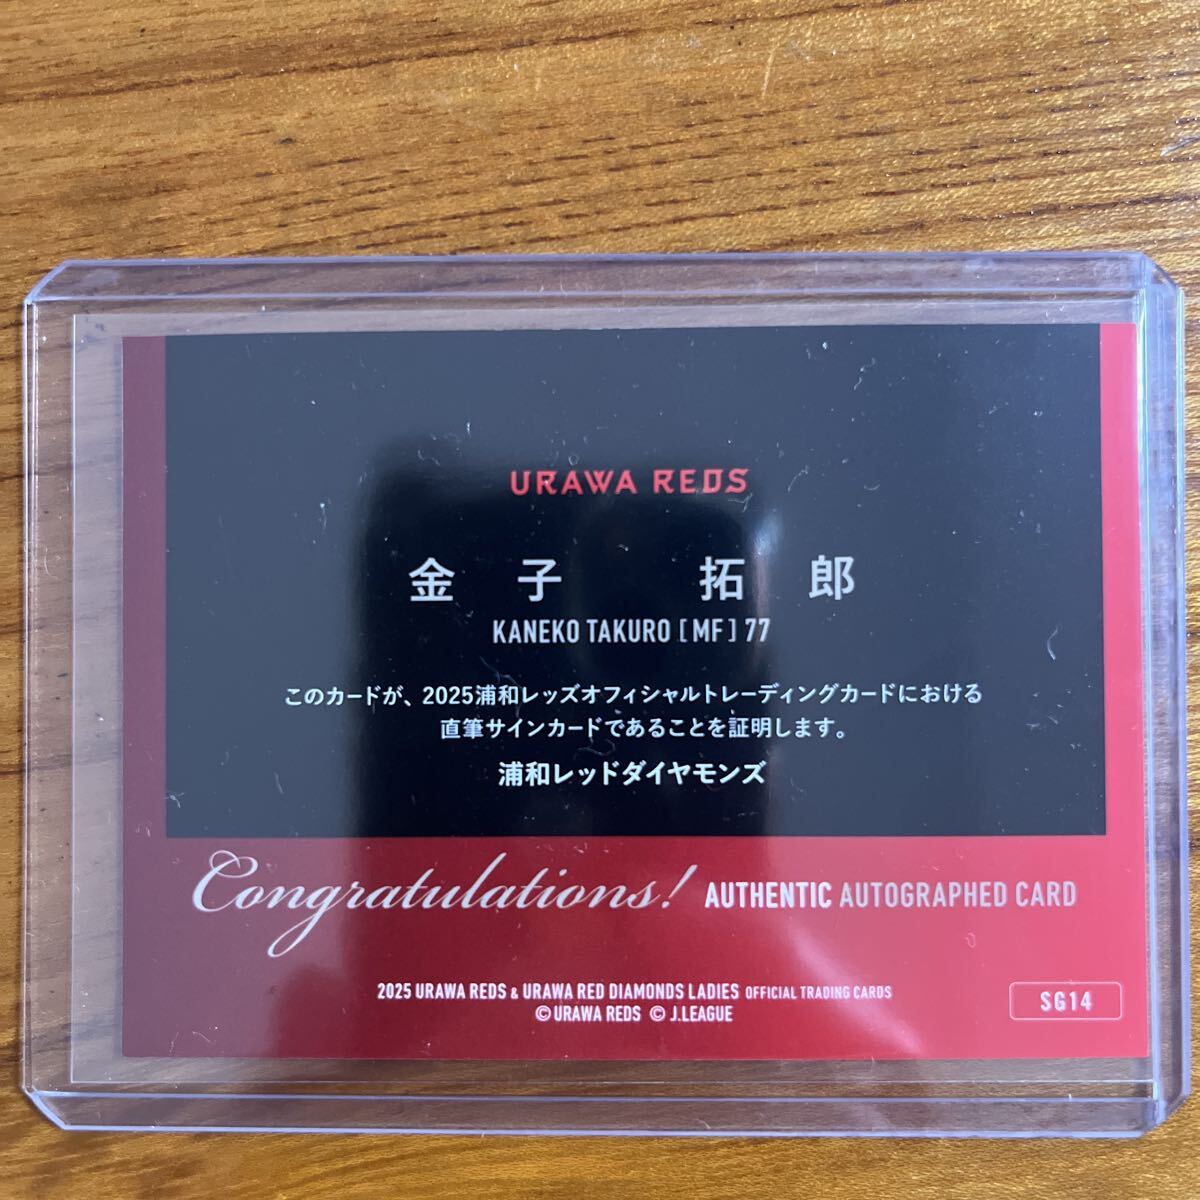 URAWA REDS
金子 拓郎
KANEKO TAKURO [MF] 77
このカードが、2025浦和レッズオフィシャルトレーディングカードにおける
直筆サインカードであることを証明します。
浦和レッドダイヤモンズ
Congratulations! AUTHENTIC AUTOGRAPHED CARD
2025 URAWA REDS & URAWA RED DIAMONDS LADIES OFFICIAL TRADING CARDS
© URAWA REDS © J.LEAGUE
SG14